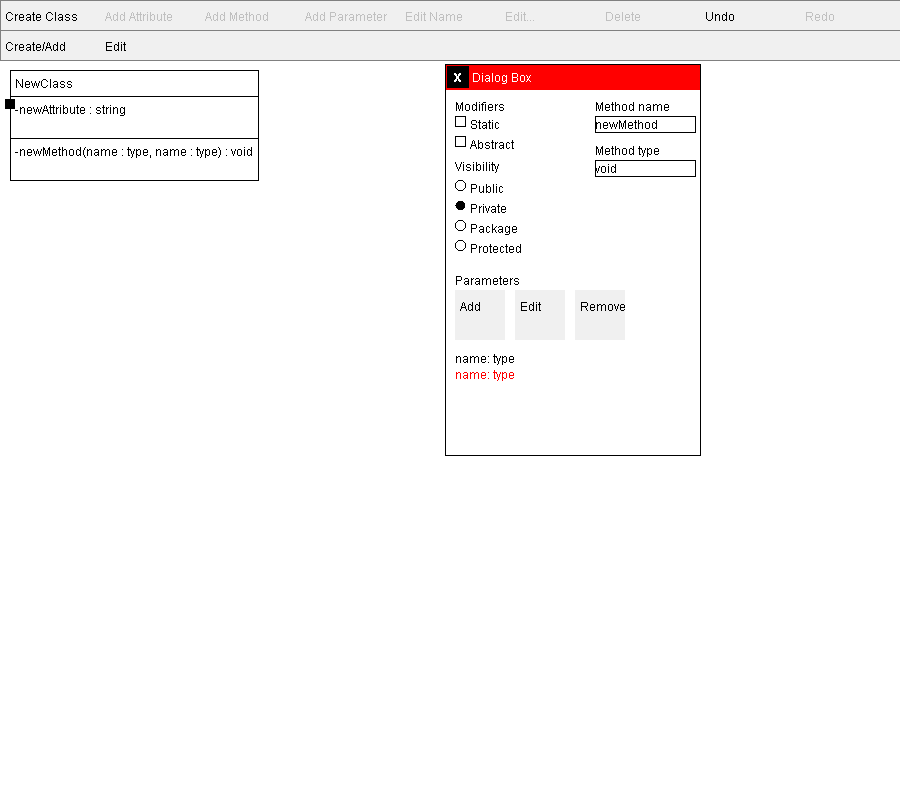 Create Class Add Attribute Add Method Add Parameter Edit Name Edit... Delete Undo Redo
Create/Add Edit
NewClass
-newAttribute : string
-newMethod(name : type, name : type) : void
X Dialog Box
Modifiers
Static
Abstract
Visibility
Public
Private
Package
Protected
Method name
newMethod
Method type
void
Parameters
Add Edit Remove
name: type
name: type